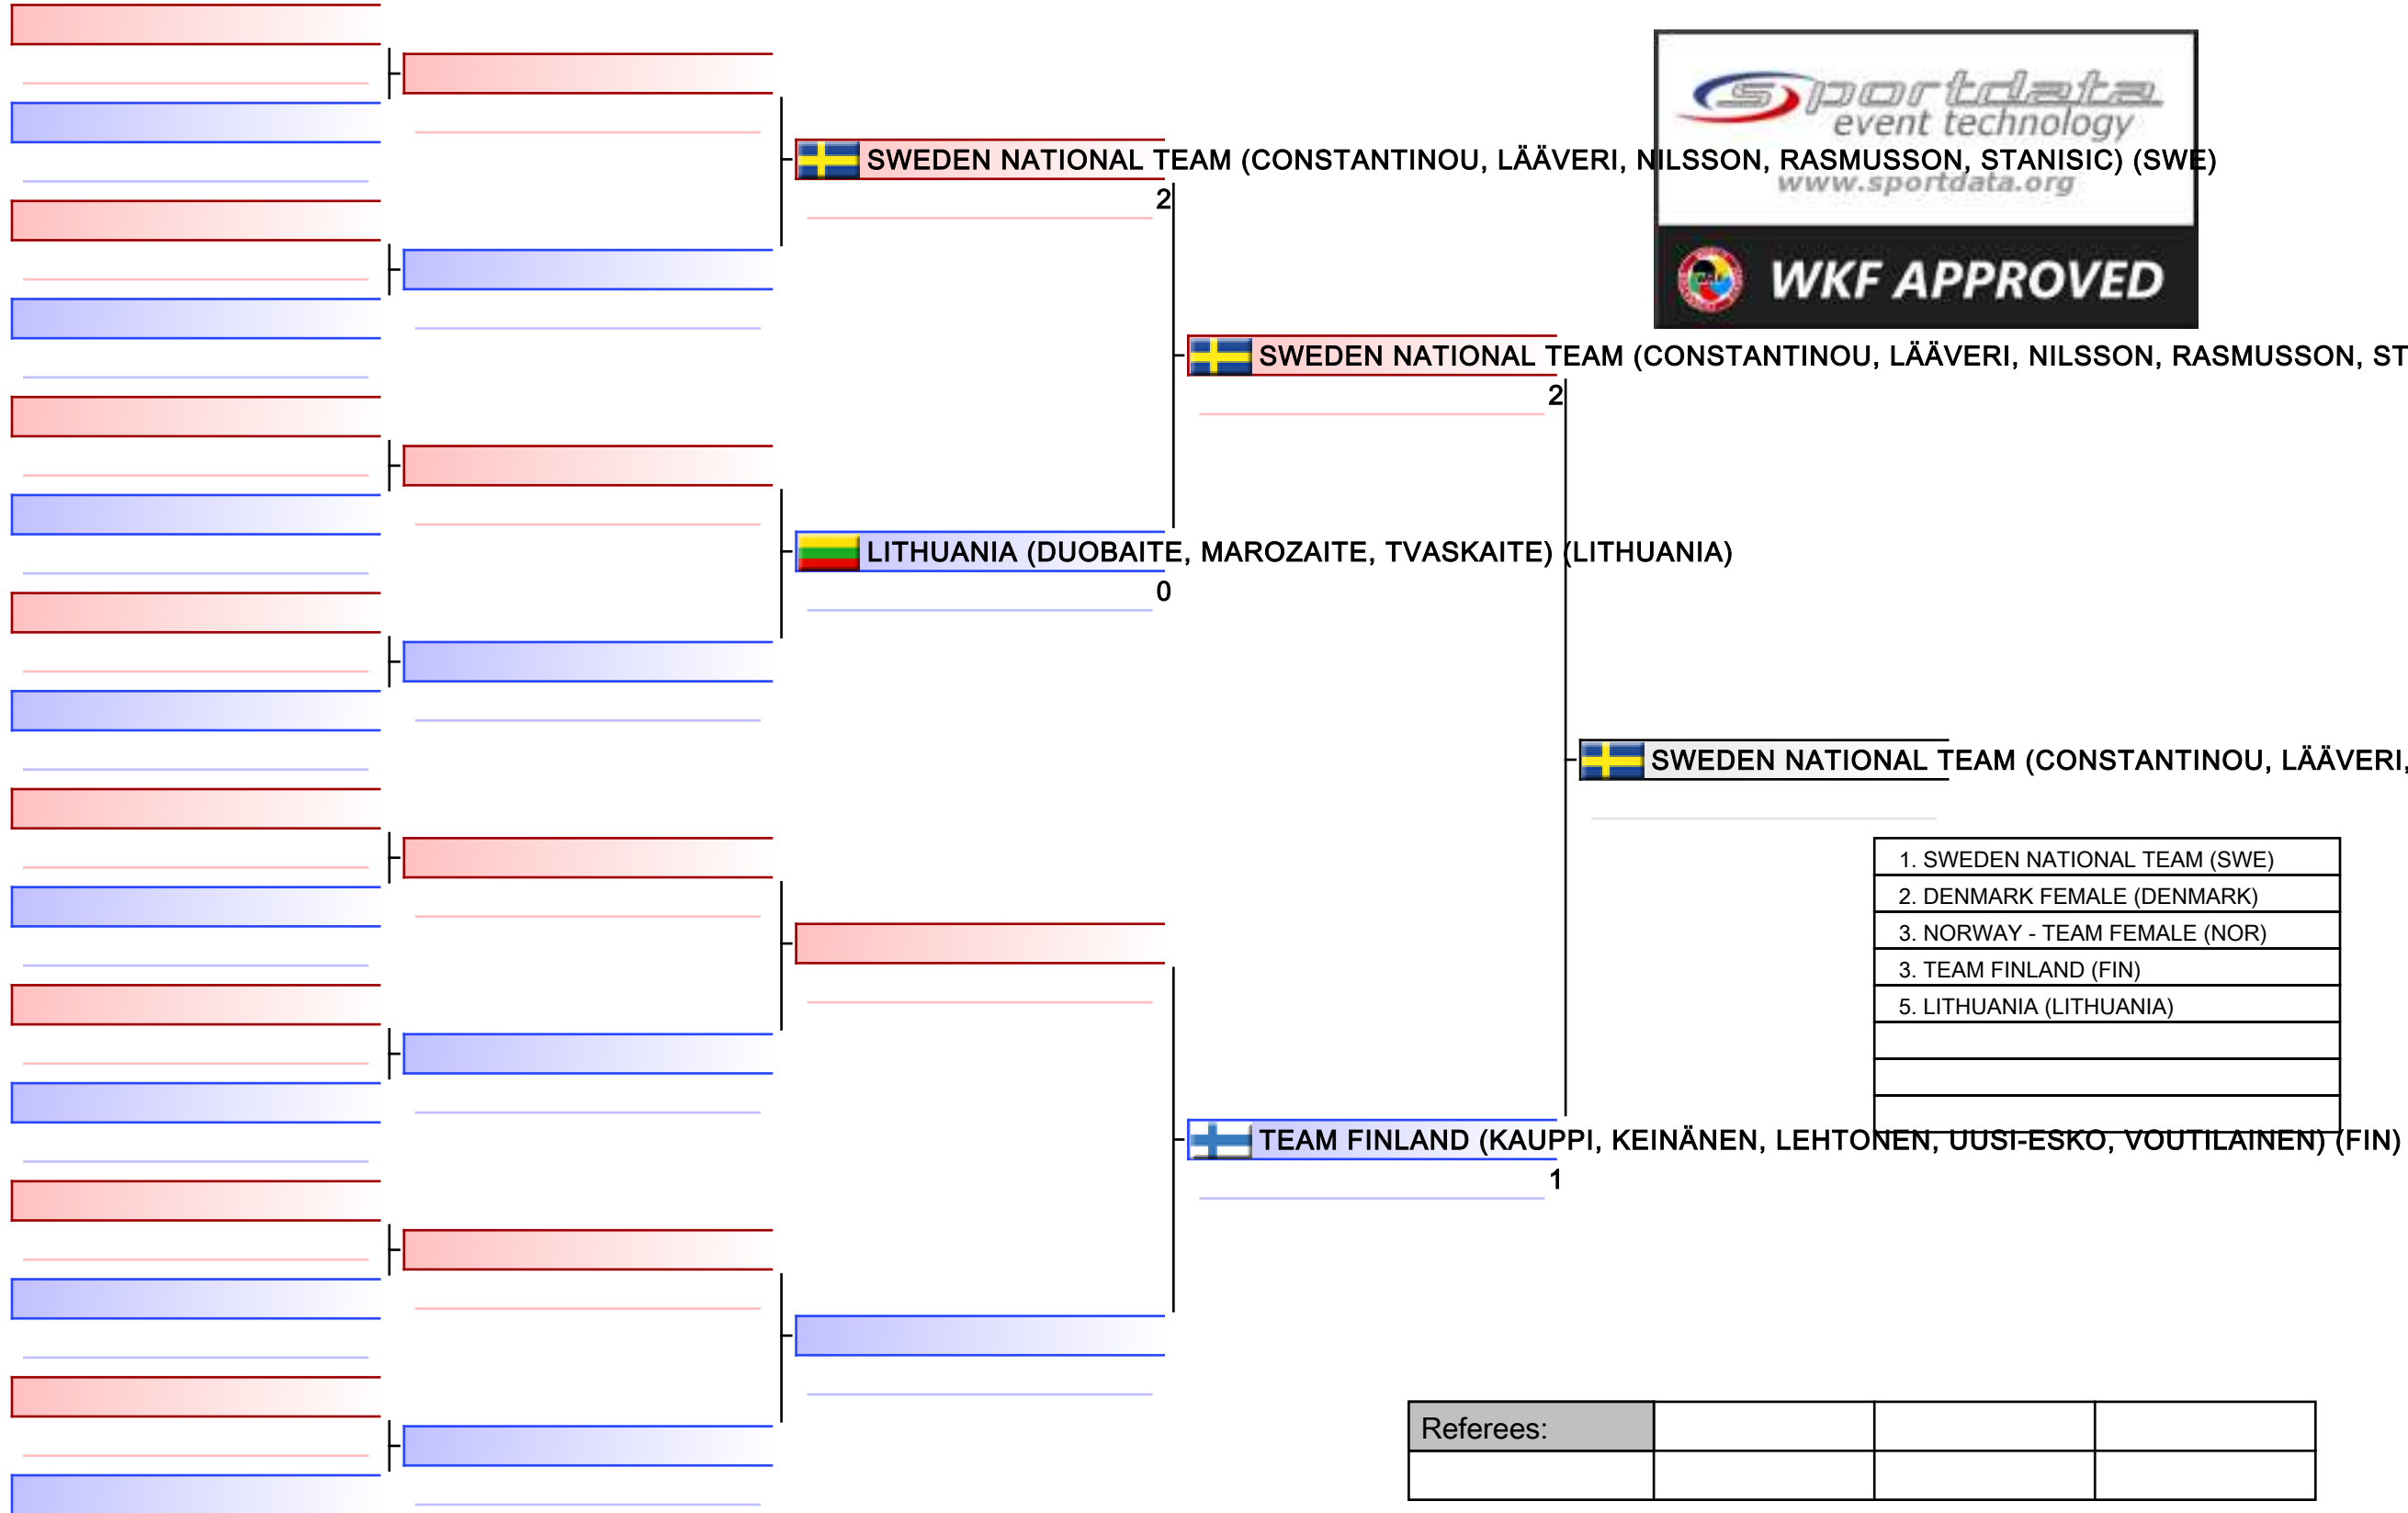 sportdata
event technology
SWEDEN NATIONAL TEAM (CONSTANTINOU, LÄÄVERI, NILSSON, RASMUSSON, STANISIC) (SWE)
www.sportdata.org
2
WKF APPROVED
SWEDEN NATIONAL TEAM (CONSTANTINOU, LÄÄVERI, NILSSON, RASMUSSON, ST
2
LITHUANIA (DUOBAITE, MAROZAITE, TVASKAITE) (LITHUANIA)
0
SWEDEN NATIONAL TEAM (CONSTANTINOU, LÄÄVERI,
1. SWEDEN NATIONAL TEAM (SWE)
2. DENMARK FEMALE (DENMARK)
3. NORWAY - TEAM FEMALE (NOR)
3. TEAM FINLAND (FIN)
5. LITHUANIA (LITHUANIA)
TEAM FINLAND (KAUPPI, KEINÄNEN, LEHTONEN, UUSI-ESKO, VOUTILAINEN) (FIN)
1
Referees: